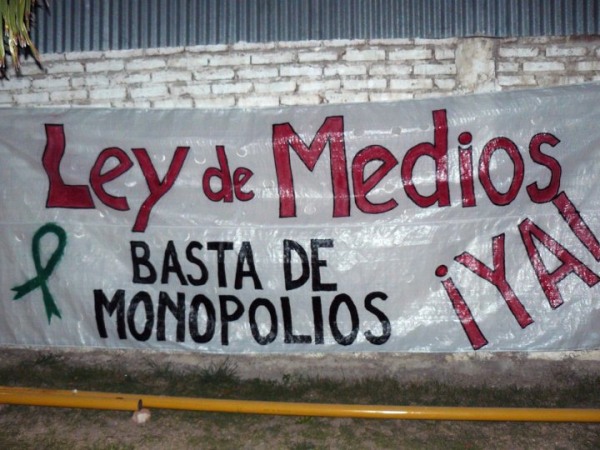 Ley de Medios
¡YA!
BASTA DE
MONOPOLIOS